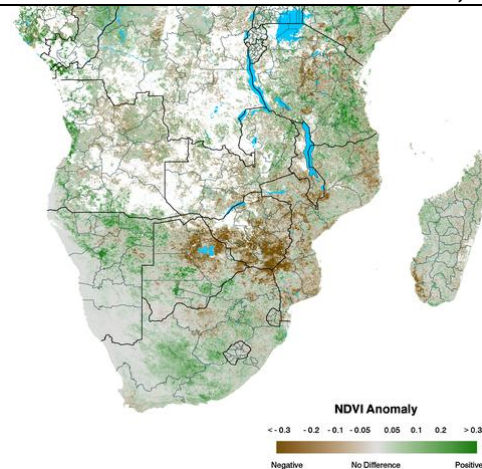 NDVI Anomaly
< - 0.3 - 0.2 - 0.1 - 0.05 0.05 0.1 0.2 > 0.3
Negative No Difference Positive